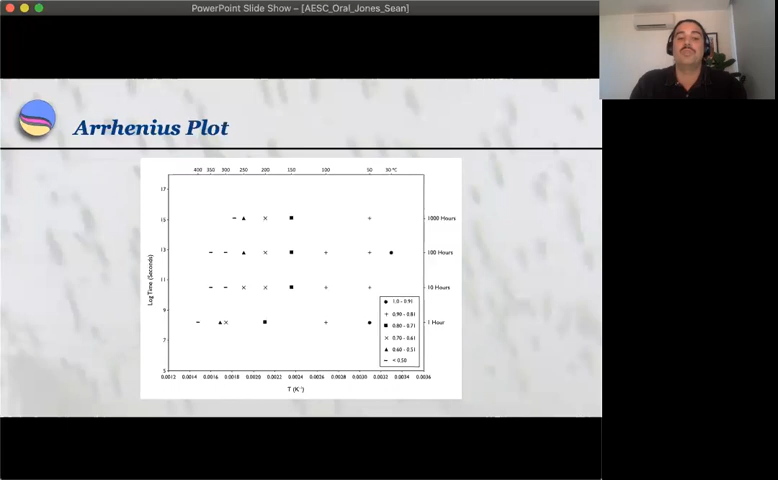 PowerPoint Slide Show – [AESC_Oral_Jones_Sean]
Arrhenius Plot
400 350 300 250 200 150 100 50 30 °C
17
15
13
11
9
7
5
Log Time (Seconds)
1000 Hours
100 Hours
10 Hours
1 Hour
1.0 - 0.91
0.90 - 0.81
0.80 - 0.71
0.70 - 0.61
0.60 - 0.51
< 0.50
0.0012 0.0014 0.0016 0.0018 0.0020 0.0022 0.0024 0.0026 0.0028 0.0030 0.0032 0.0034 0.0036
T (K⁻¹)